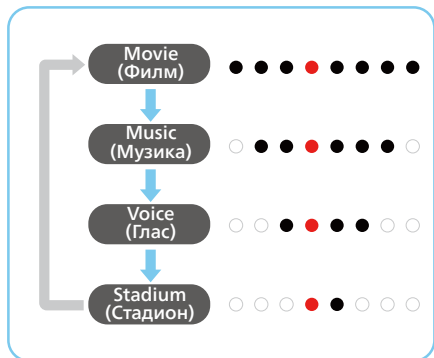 Movie
(Филм)
Music
(Музика)
Voice
(Глас)
Stadium
(Стадион)